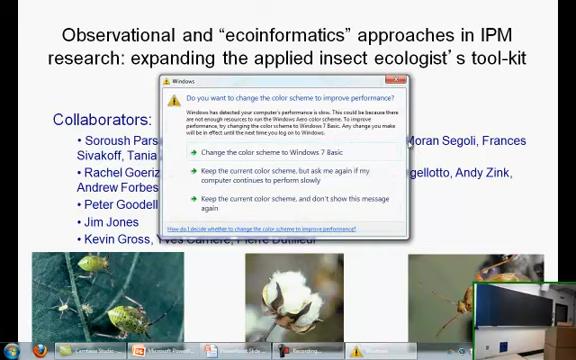 Observational and “ecoinformatics” approaches in IPM
research: expanding the applied insect ecologist’s tool-kit
Windows
Do you want to change the color scheme to improve performance?
Windows has detected your computer's performance is slow. This could be because
there are not enough resources to run the Windows Aero color scheme. To improve
performance, try changing the color scheme to Windows 7 Basic. Any change you make
will be in effect until the next time you log on to Windows.
Change the color scheme to Windows 7 Basic
Keep the current color scheme, but ask me again if my
computer continues to perform slowly
Keep the current color scheme, and don't show this message
again
How do I decide whether to change the color scheme to improve performance?
Collaborators:
• Soroush Pars
Moran Segoli, Frances
Sivakoff, Tania
• Rachel Goeriz
Andy Zink,
Andrew Forbes
• Peter Goodell
• Jim Jones
• Kevin Gross, Yves Carrière, Pierre Dutilleul
Camtasia Studio
Microsoft
PowerPoint Slide
Recording...
Windows